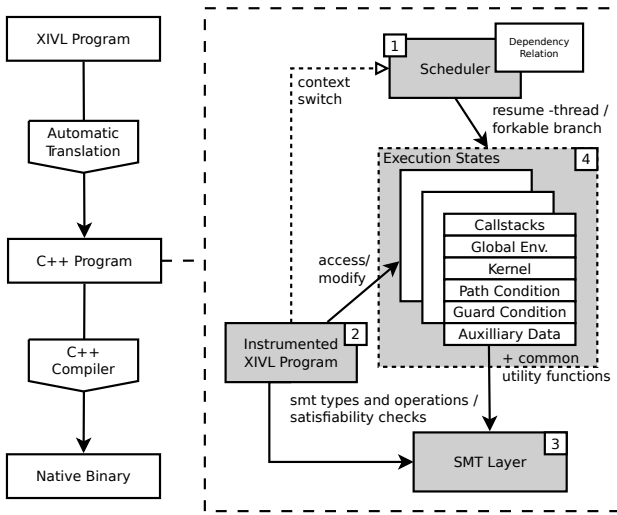 XIVL Program
Automatic
Translation
C++ Program
C++
Compiler
Native Binary
1
Scheduler
Dependency
Relation
context
switch
resume -thread /
forkable branch
Execution States
4
Callstacks
Global Env.
Kernel
Path Condition
Guard Condition
Auxilliary Data
access/
modify
Instrumented
XIVL Program
2
+ common
utility functions
smt types and operations /
satisfiability checks
SMT Layer
3